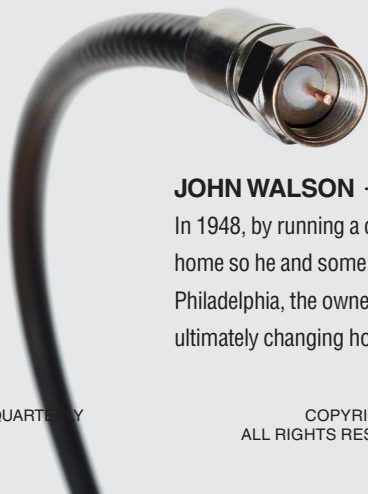 JOHN WALSON
In 1948, by running a
home so he and some
Philadelphia, the owne
ultimately changing ho
QUARTERLY
COPYRI
ALL RIGHTS RES